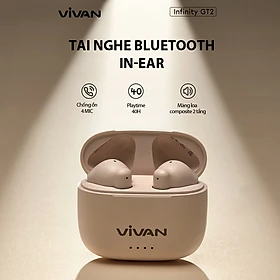 ViVAN
Infinity GT2
TAI NGHE BLUETOOTH
IN-EAR
Chống ồn
4 MIC
40
Playtime
40H
Màng loa
composite 2 tầng
ViVAN